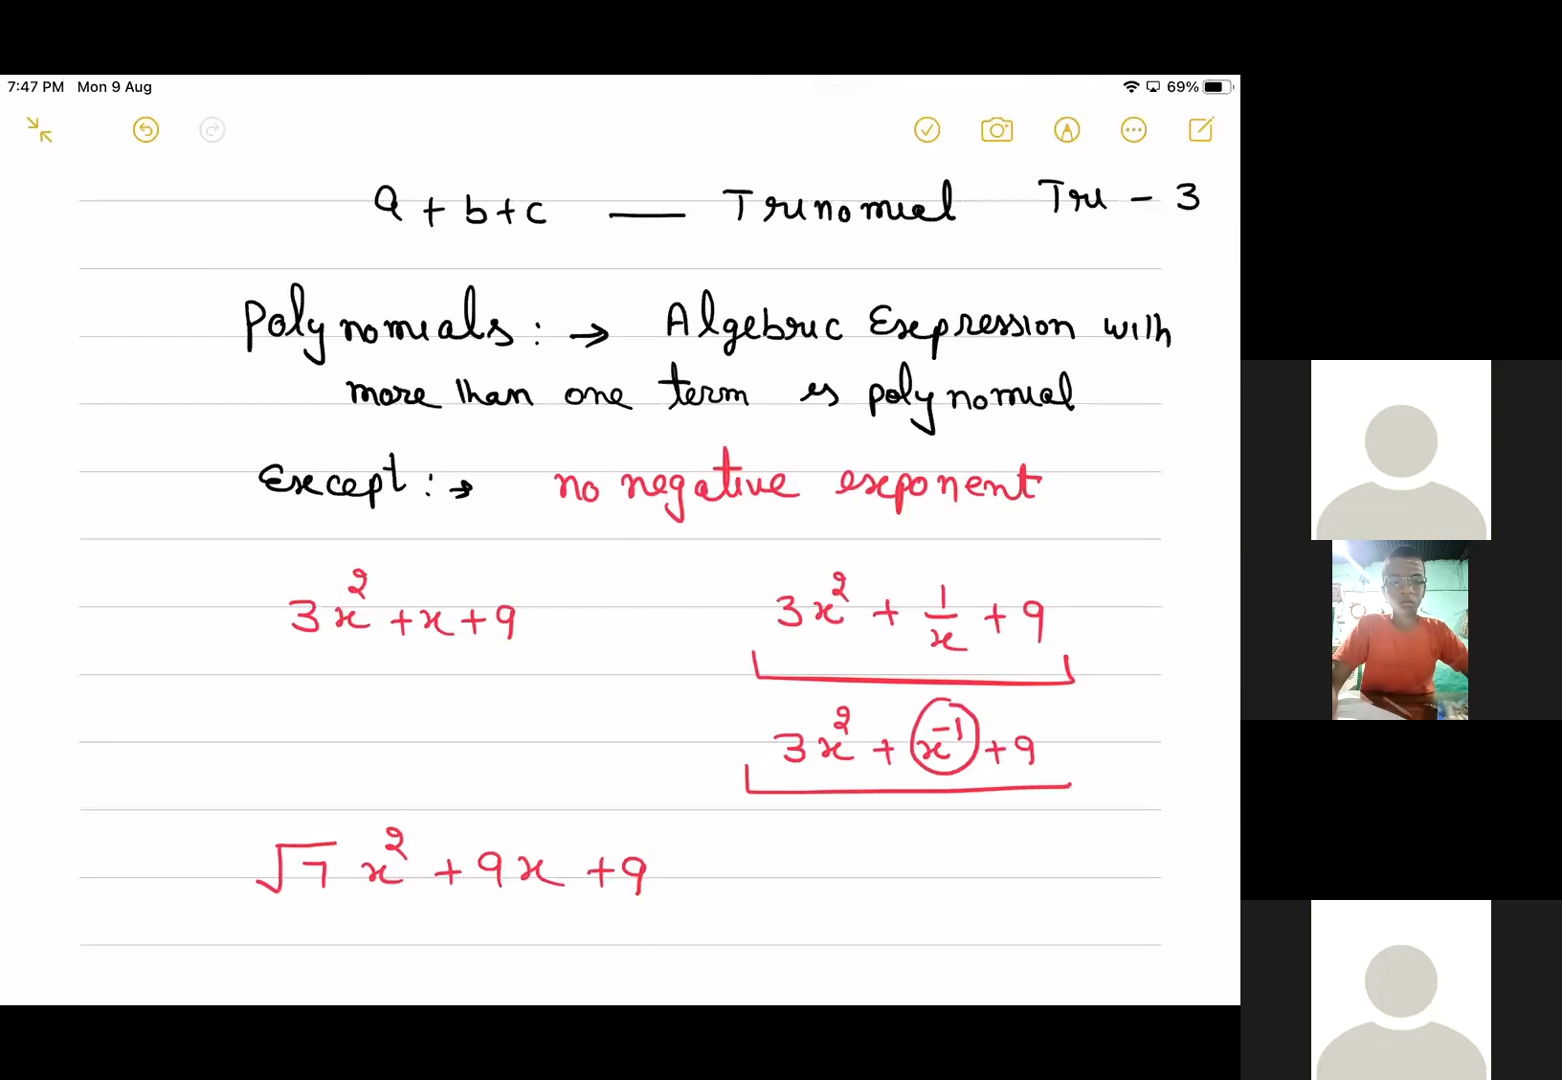 7:47 PM Mon 9 Aug 69%
a + b + c — Trinomial Tri - 3
Polynomials : → Algebric Expression with
more than one term is polynomial
Except : → no negative exponent
3x² + x + 9 3x² + 1/x + 9
3x² + x⁻¹ + 9
√7 x² + 9x + 9